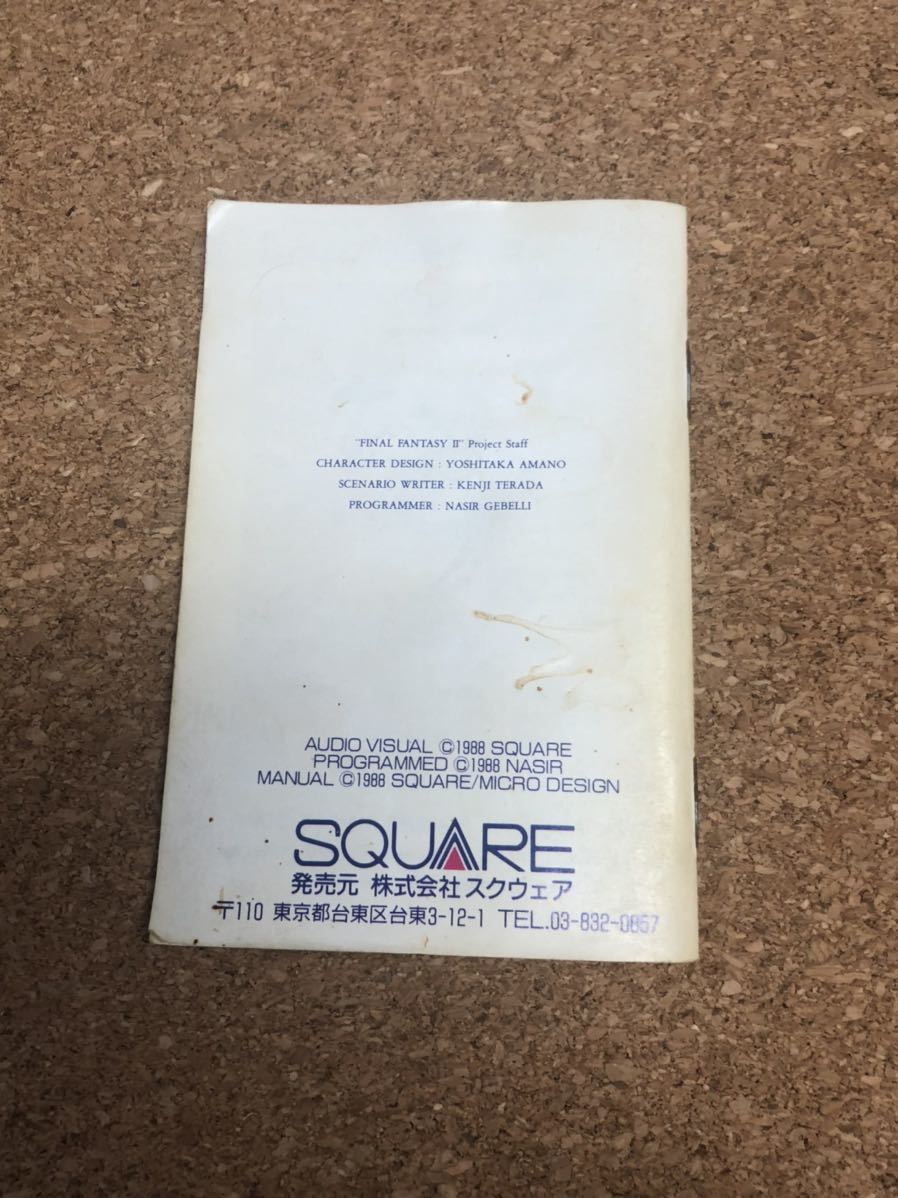 "FINAL FANTASY II" Project Staff
CHARACTER DESIGN : YOSHITAKA AMANO
SCENARIO WRITER : KENJI TERADA
PROGRAMMER : NASIR GEBELLI
AUDIO VISUAL ©1988 SQUARE
PROGRAMMED ©1988 NASIR
MANUAL ©1988 SQUARE/MICRO DESIGN
SQUARE
発売元 株式会社スクウェア
〒110 東京都台東区台東3-12-1 TEL.03-832-0857